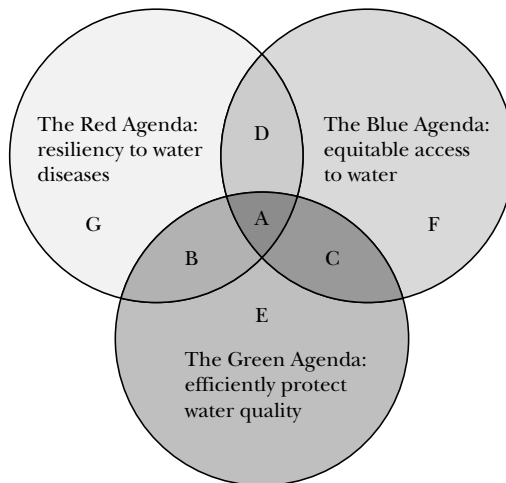 D
The Red Agenda:
resiliency to water
diseases
The Blue Agenda:
equitable access
to water
G
A
F
B
C
E
The Green Agenda:
efficiently protect
water quality